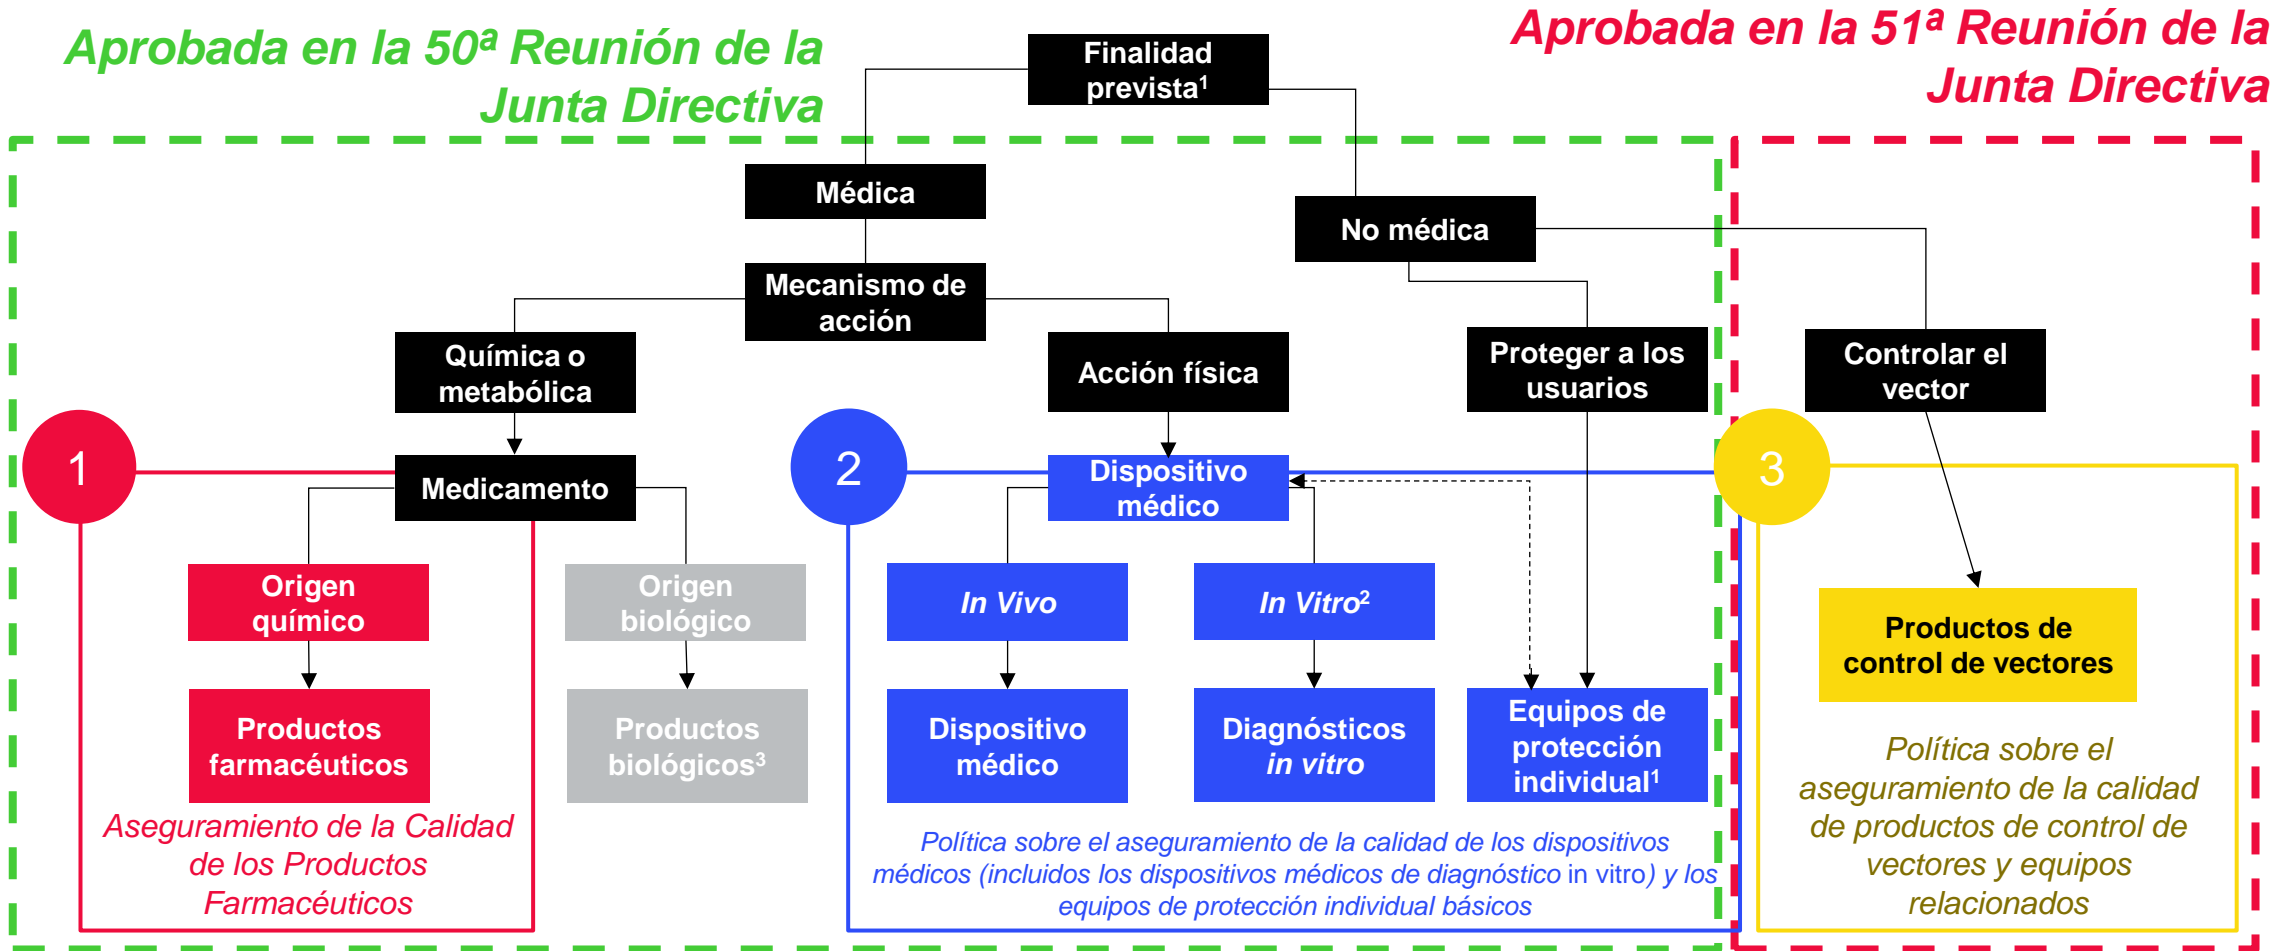 Aprobada en la 50ª Reunión de la
Junta Directiva
Aprobada en la 51ª Reunión de la
Junta Directiva
Finalidad
prevista¹
Médica
No médica
Mecanismo de
acción
Química o
metabólica
Acción física
Proteger a los
usuarios
Controlar el
vector
1
Medicamento
2
Dispositivo
médico
3
Origen
químico
Origen
biológico
In Vivo
In Vitro²
Productos de
control de vectores
Productos
farmacéuticos
Productos
biológicos³
Dispositivo
médico
Diagnósticos
in vitro
Equipos de
protección
individual¹
Aseguramiento de la Calidad
de los Productos
Farmacéuticos
Política sobre el aseguramiento de la calidad de los dispositivos
médicos (incluidos los dispositivos médicos de diagnóstico in vitro) y los
equipos de protección individual básicos
Política sobre el
aseguramiento de la calidad
de productos de control de
vectores y equipos
relacionados